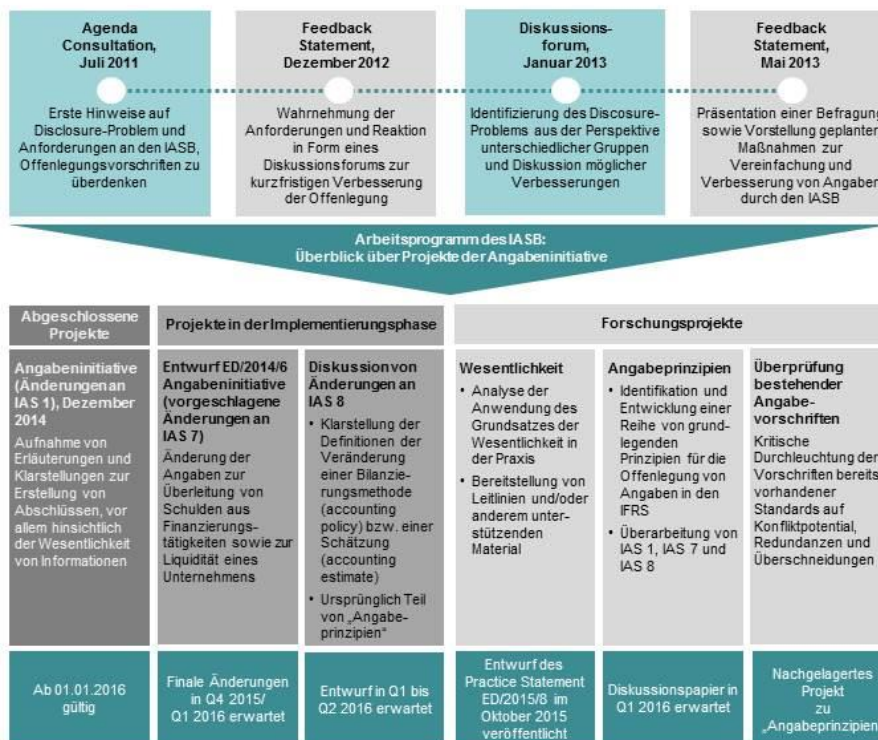 Agenda
Consultation,
Juli 2011
Erste Hinweise auf
Disclosure-Problem und
Anforderungen an den IASB,
Offenlegungsvorschriften zu
überdenken
Feedback
Statement,
Dezember 2012
Wahrnehmung der
Anforderungen und Reaktion
in Form eines
Diskussionsforums zur
kurzfristigen Verbesserung
der Offenlegung
Diskussions-
forum,
Januar 2013
Identifizierung des Discosure-
Problems aus der Perspektive
unterschiedlicher Gruppen
und Diskussion möglicher
Verbesserungen
Feedback
Statement,
Mai 2013
Präsentation einer Befragung
sowie Vorstellung geplanter
Maßnahmen zur
Vereinfachung und
Verbesserung von Angaben
durch den IASB
Arbeitsprogramm des IASB:
Überblick über Projekte der Angabeninitiative
Abgeschlossene
Projekte
Angabeninitiative
(Änderungen an
IAS 1), Dezember
2014
Aufnahme von
Erläuterungen und
Klarstellungen zur
Erstellung von
Abschlüssen, vor
allem hinsichtlich
der Wesentlichkeit
von Informationen
Ab 01.01.2016
gültig
Projekte in der Implementierungsphase
Entwurf ED/2014/6
Angabeninitiative
(vorgeschlagene
Änderungen an
IAS 7)
Änderung der
Angaben zur
Überleitung von
Schulden aus
Finanzierungs-
tätigkeiten sowie zur
Liquidität eines
Unternehmens
Finale Änderungen
in Q4 2015/
Q1 2016 erwartet
Diskussion von
Änderungen an
IAS 8
• Klarstellung der
Definitionen der
Veränderung
einer Bilanzie-
rungsmethode
(accounting
policy) bzw. einer
Schätzung
(accounting
estimate)
• Ursprünglich Teil
von „Angabe-
prinzipien“
Entwurf in Q1 bis
Q2 2016 erwartet
Forschungsprojekte
Wesentlichkeit
• Analyse der
Anwendung des
Grundsatzes der
Wesentlichkeit in
der Praxis
• Bereitstellung von
Leitlinien und/oder
anderem unter-
stützenden
Material
Entwurf des
Practice Statement
ED/2015/8 im
Oktober 2015
veröffentlicht
Angabeprinzipien
• Identifikation und
Entwicklung einer
Reihe von grund-
legenden
Prinzipien für die
Offenlegung von
Angaben in den
IFRS
• Überarbeitung von
IAS 1, IAS 7 und
IAS 8
Diskussionspapier in
Q1 2016 erwartet
Überprüfung
bestehender
Angabe-
vorschriften
Kritische
Durchleuchtung der
Vorschriften bereits
vorhandener
Standards auf
Konfliktpotential,
Redundanzen und
Überschneidungen
Nachgelagertes
Projekt
zu
„Angabeprinzipien